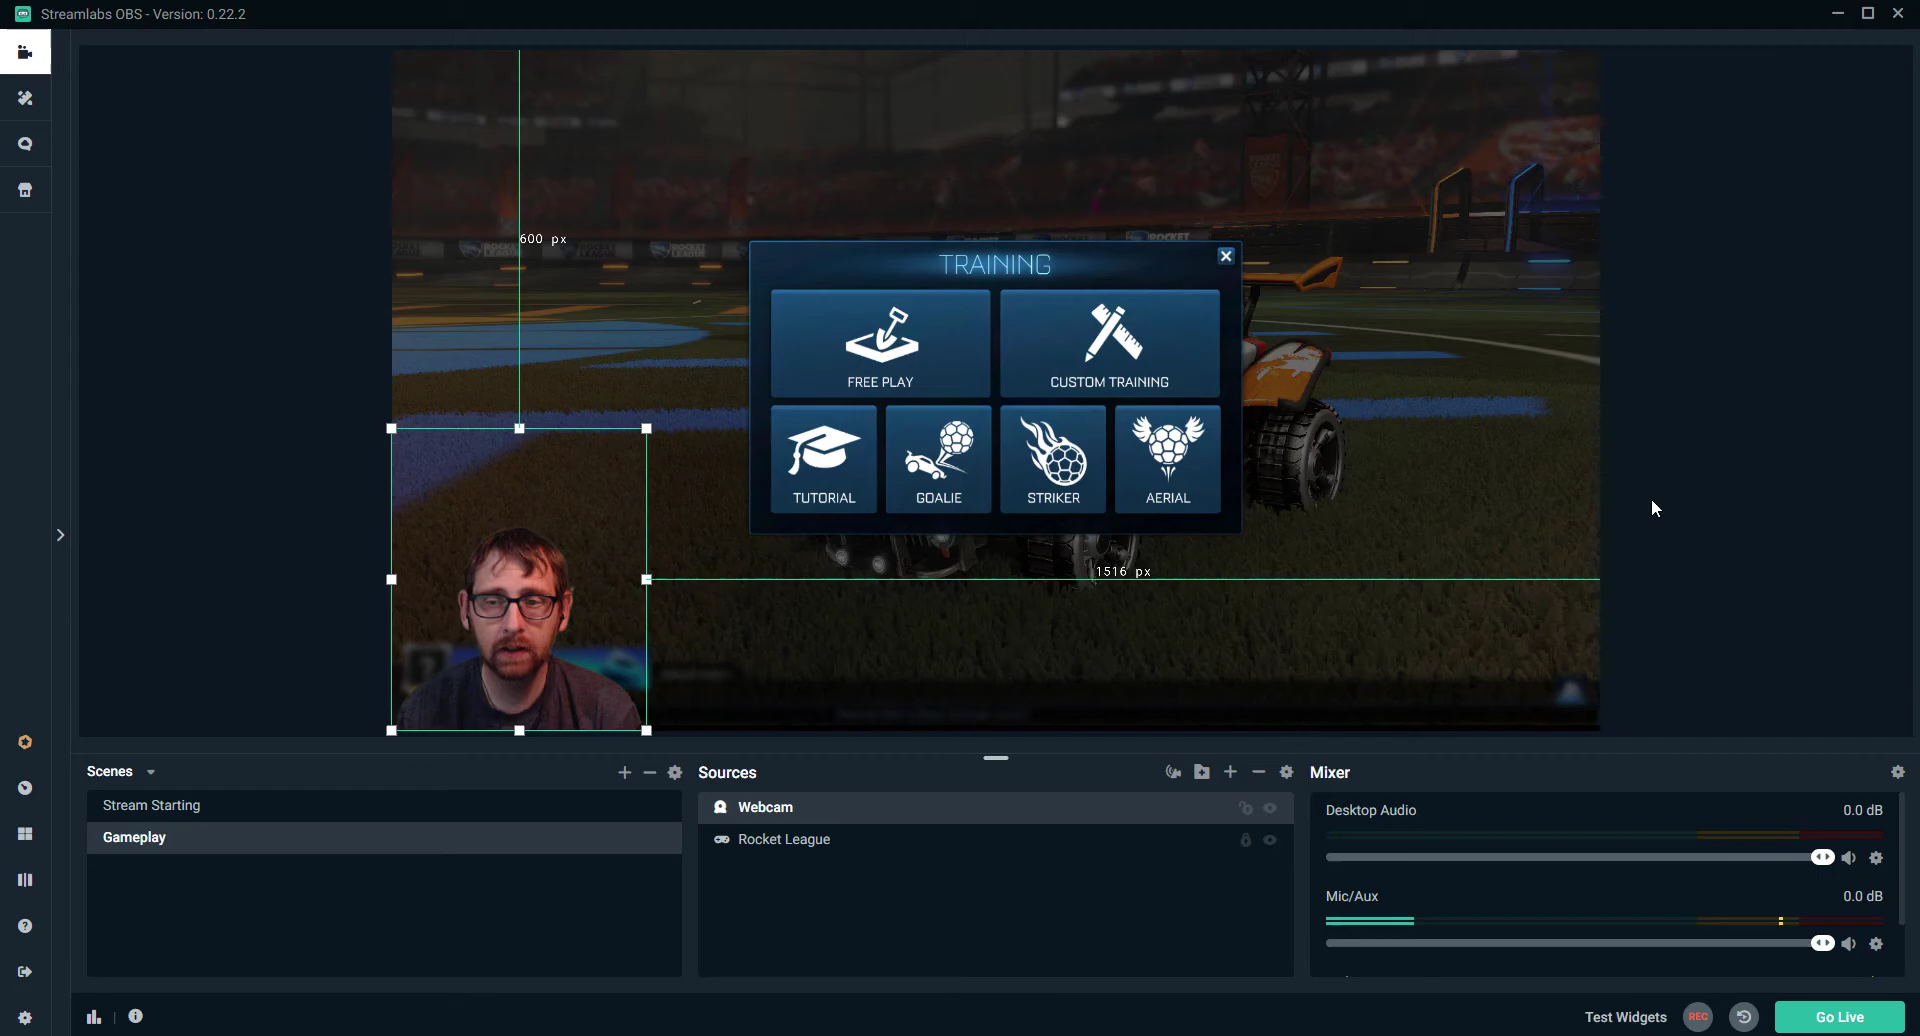 Streamlabs OBS - Version: 0.22.2
600 px
ROCKET
TRAINING
FREE PLAY
CUSTOM TRAINING
TUTORIAL
GOALIE
STRIKER
AERIAL
1516 px
Scenes
Stream Starting
Gameplay
Sources
Webcam
Rocket League
Mixer
Desktop Audio
0.0 dB
Mic/Aux
0.0 dB
Test Widgets
REC
Go Live